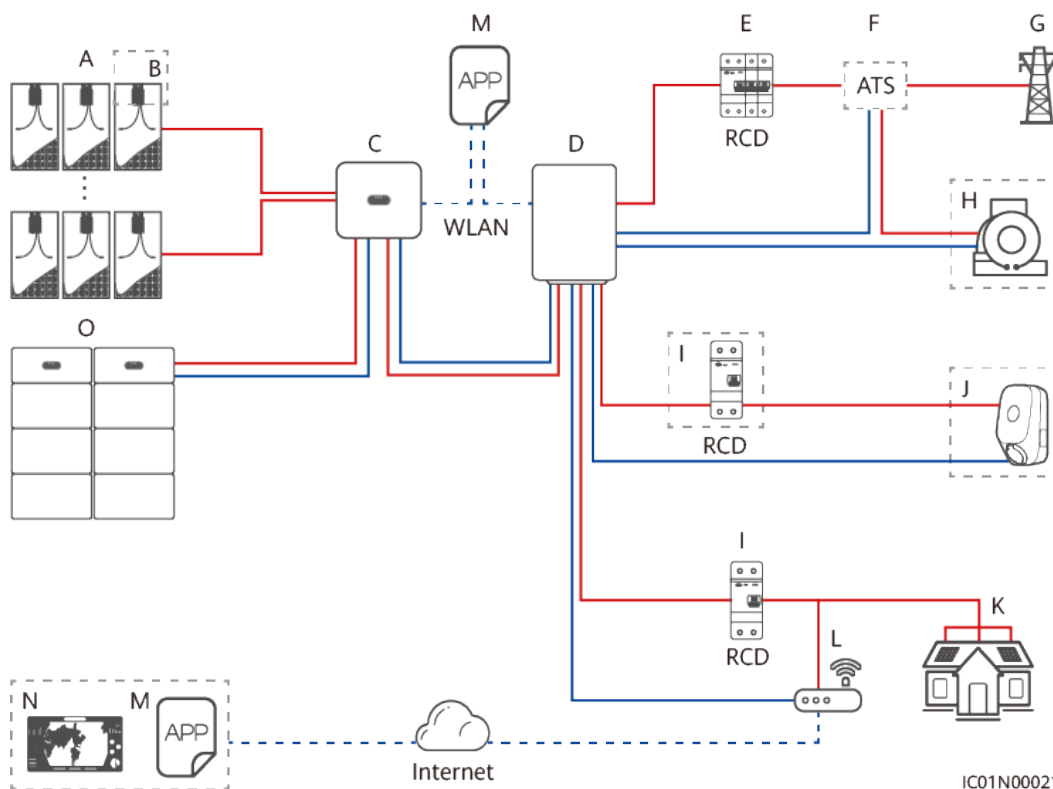 M
E
F
G
A
B
APP
ATS
RCD
C
D
H
WLAN
O
I
J
RCD
I
K
RCD
L
N
M
APP
Internet
IC01N00021